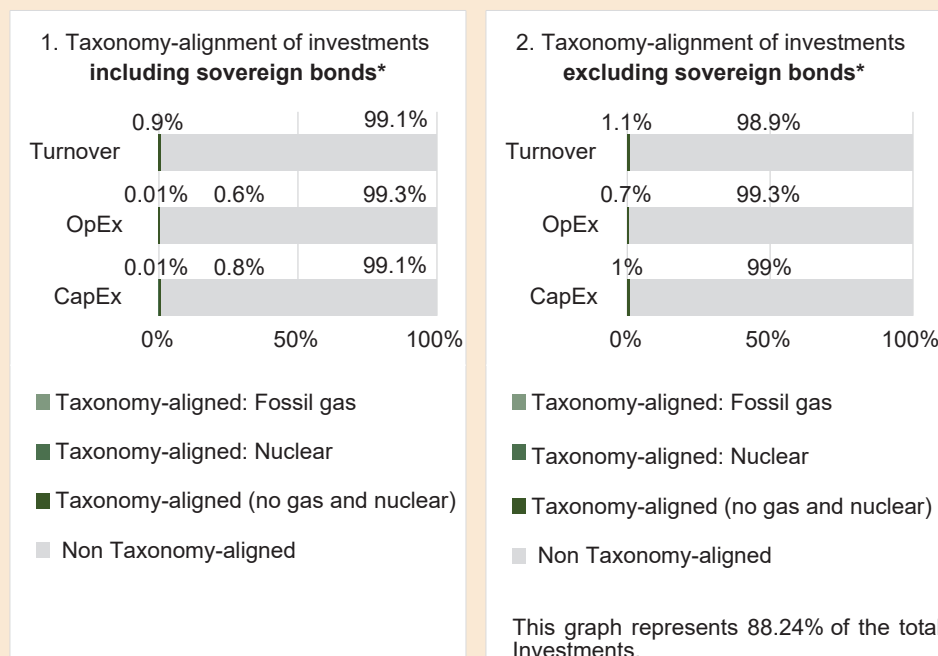 1. Taxonomy-alignment of investments
including sovereign bonds*
0.9% 99.1%
Turnover
0.01% 0.6% 99.3%
OpEx
0.01% 0.8% 99.1%
CapEx
0% 50% 100%
Taxonomy-aligned: Fossil gas
Taxonomy-aligned: Nuclear
Taxonomy-aligned (no gas and nuclear)
Non Taxonomy-aligned
2. Taxonomy-alignment of investments
excluding sovereign bonds*
1.1% 98.9%
Turnover
0.7% 99.3%
OpEx
1% 99%
CapEx
0% 50% 100%
Taxonomy-aligned: Fossil gas
Taxonomy-aligned: Nuclear
Taxonomy-aligned (no gas and nuclear)
Non Taxonomy-aligned
This graph represents 88.24% of the total
Investments